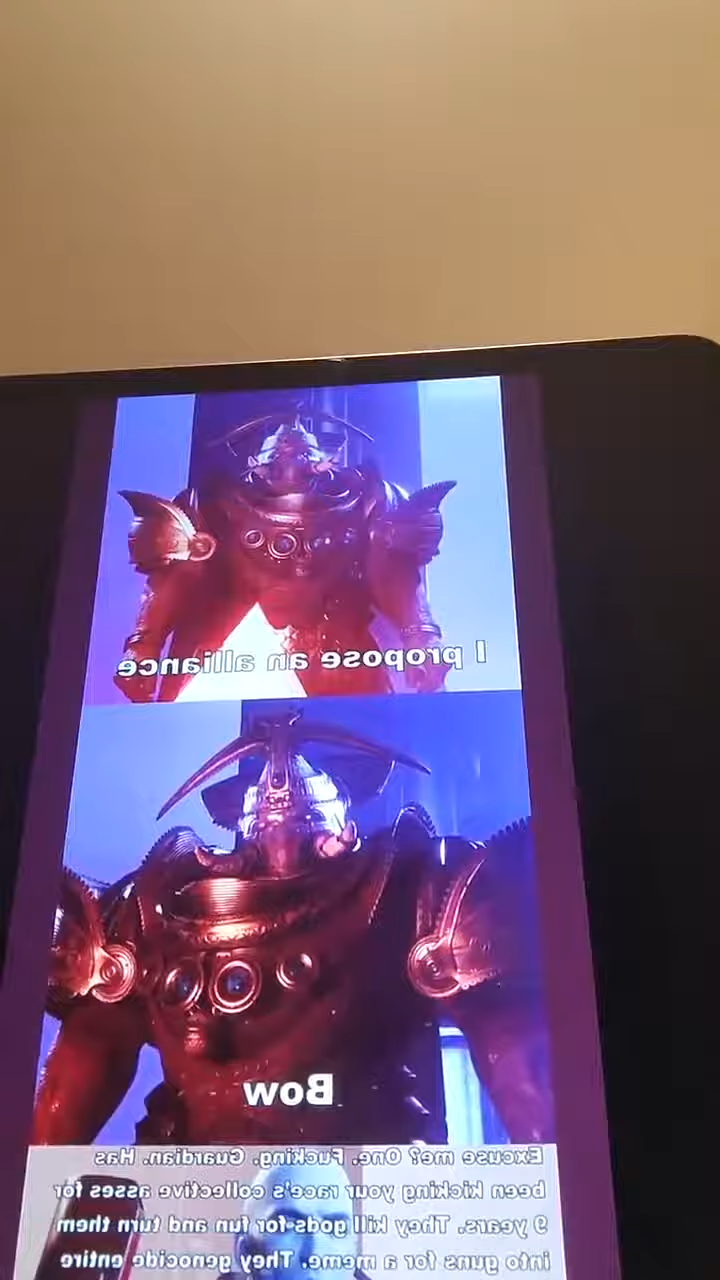 I propose an alliance
Bow
Excuse me? One. Fucking. Guardian. Has
been kicking your race's collective asses for
9 years. They kill gods for fun and turn them
into guns for a meme. They genocide entire